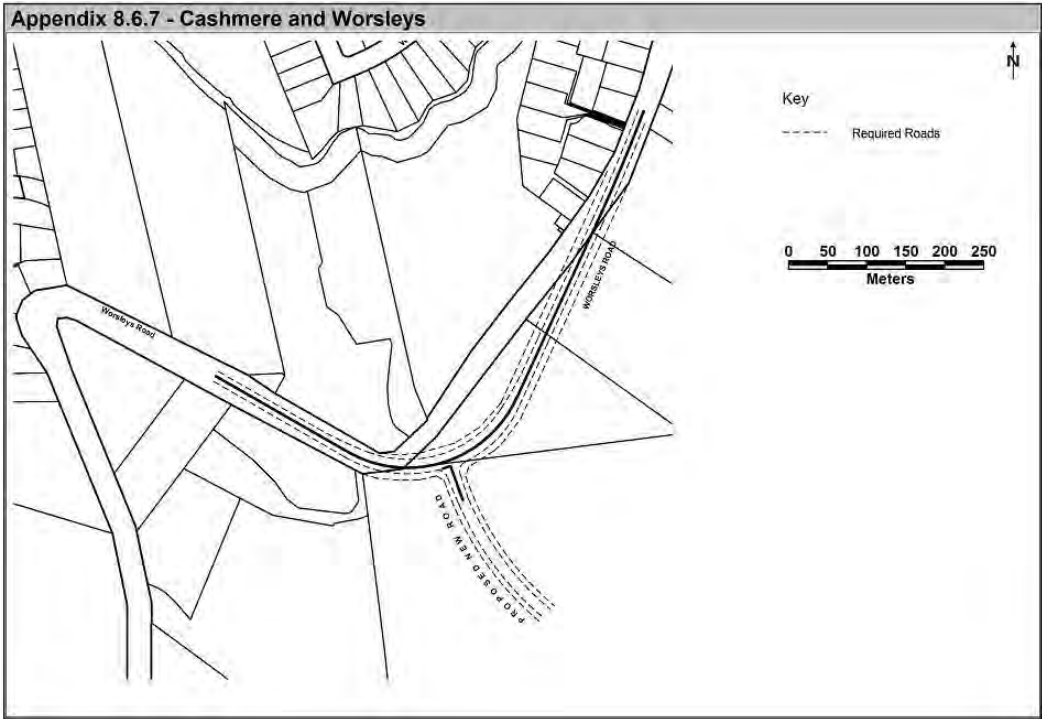 Appendix 8.6.7 - Cashmere and Worsleys
N
Key
Required Roads
0 50 100 150 200 250
Meters
WORSLEYS ROAD
Worsleys Road
PROPOSED NEW ROAD